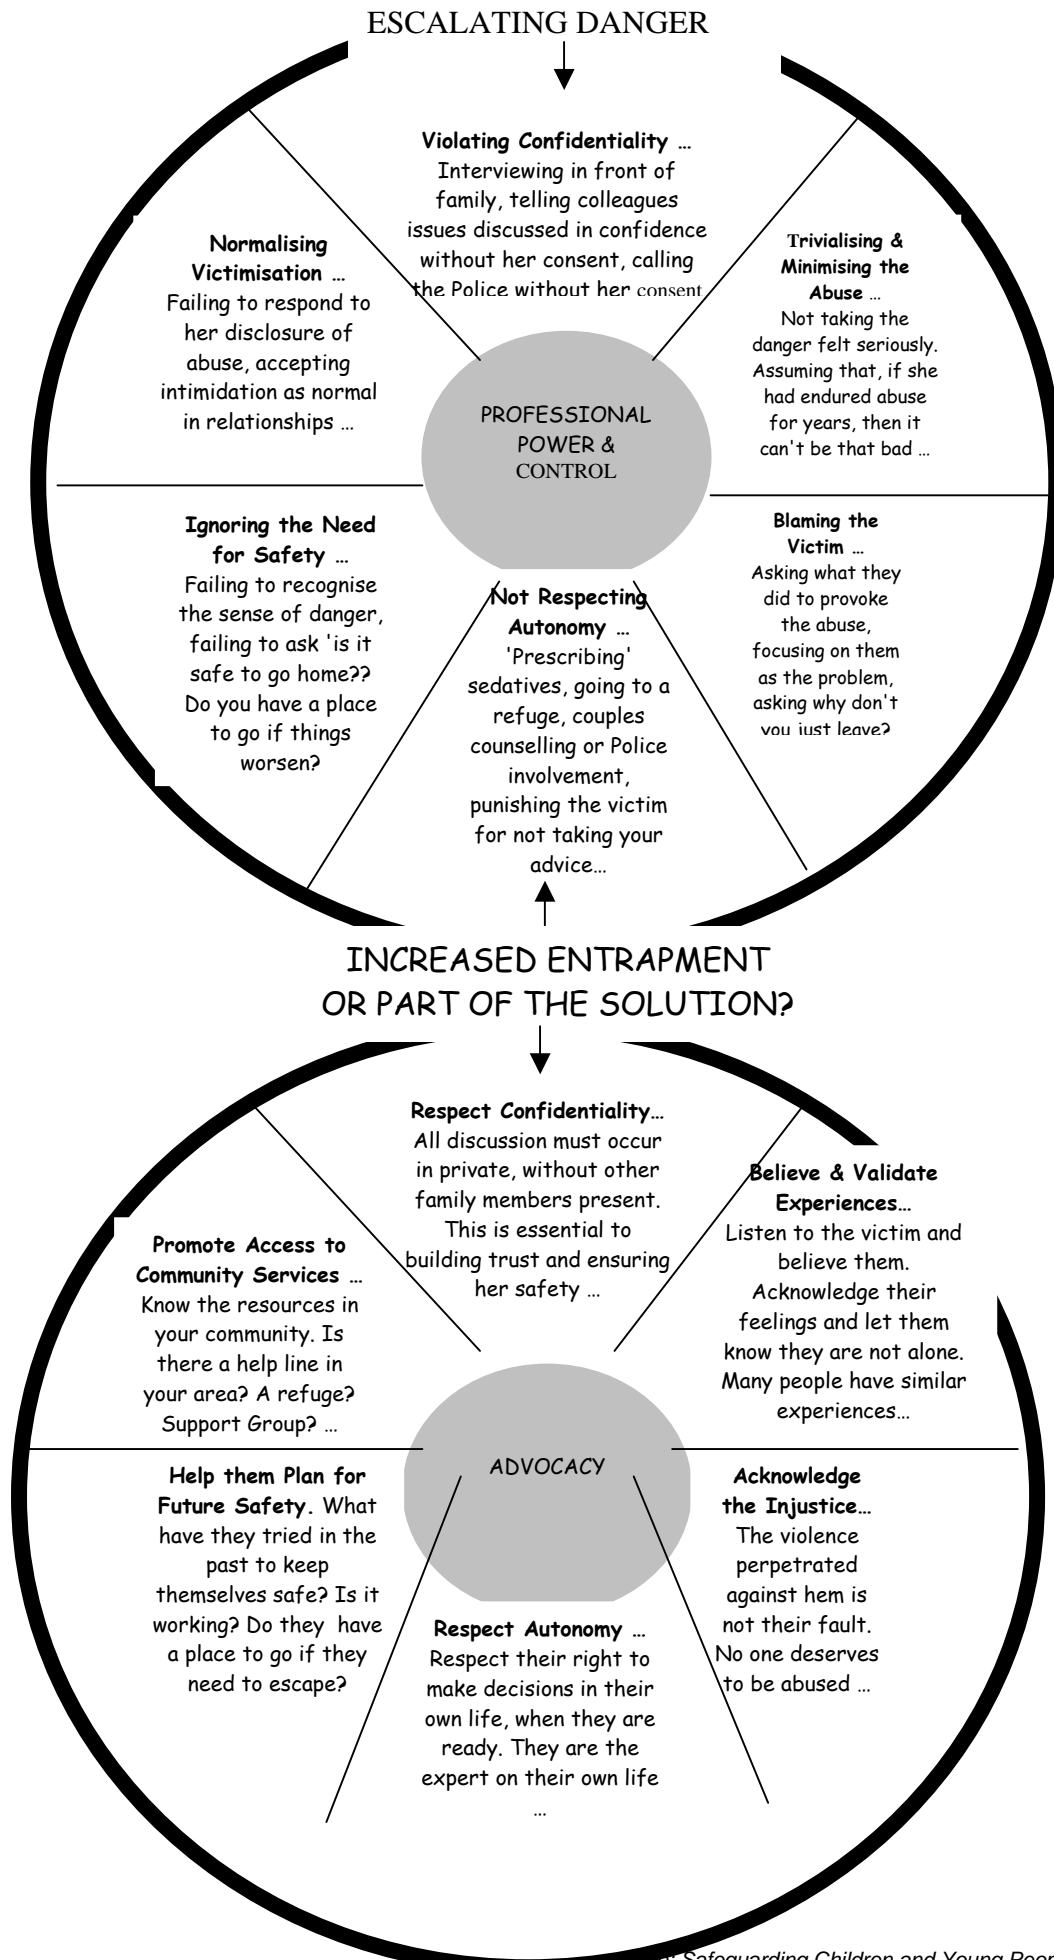 ESCALATING DANGER
Violating Confidentiality …
Interviewing in front of
family, telling colleagues
issues discussed in confidence
without her consent, calling
the Police without her consent
Trivialising &
Minimising the
Abuse …
Not taking the
danger felt seriously.
Assuming that, if she
had endured abuse
for years, then it
can't be that bad …
Blaming the
Victim …
Asking what they
did to provoke
the abuse,
focusing on them
as the problem,
asking why don't
you just leave?
Not Respecting
Autonomy …
'Prescribing'
sedatives, going to a
refuge, couples
counselling or Police
involvement,
punishing the victim
for not taking your
advice…
Ignoring the Need
for Safety …
Failing to recognise
the sense of danger,
failing to ask 'is it
safe to go home??
Do you have a place
to go if things
worsen?
Normalising
Victimisation …
Failing to respond to
her disclosure of
abuse, accepting
intimidation as normal
in relationships …
PROFESSIONAL
POWER &
CONTROL
INCREASED ENTRAPMENT
OR PART OF THE SOLUTION?
Respect Confidentiality…
All discussion must occur
in private, without other
family members present.
This is essential to
building trust and ensuring
her safety …
Believe & Validate
Experiences…
Listen to the victim and
believe them.
Acknowledge their
feelings and let them
know they are not alone.
Many people have similar
experiences…
Acknowledge
the Injustice…
The violence
perpetrated
against hem is
not their fault.
No one deserves
to be abused …
Respect Autonomy …
Respect their right to
make decisions in their
own life, when they are
ready. They are the
expert on their own life
…
Help them Plan for
Future Safety. What
have they tried in the
past to keep
themselves safe? Is it
working? Do they have
a place to go if they
need to escape?
Promote Access to
Community Services …
Know the resources in
your community. Is
there a help line in
your area? A refuge?
Support Group? …
ADVOCACY
Safeguarding Children and Young